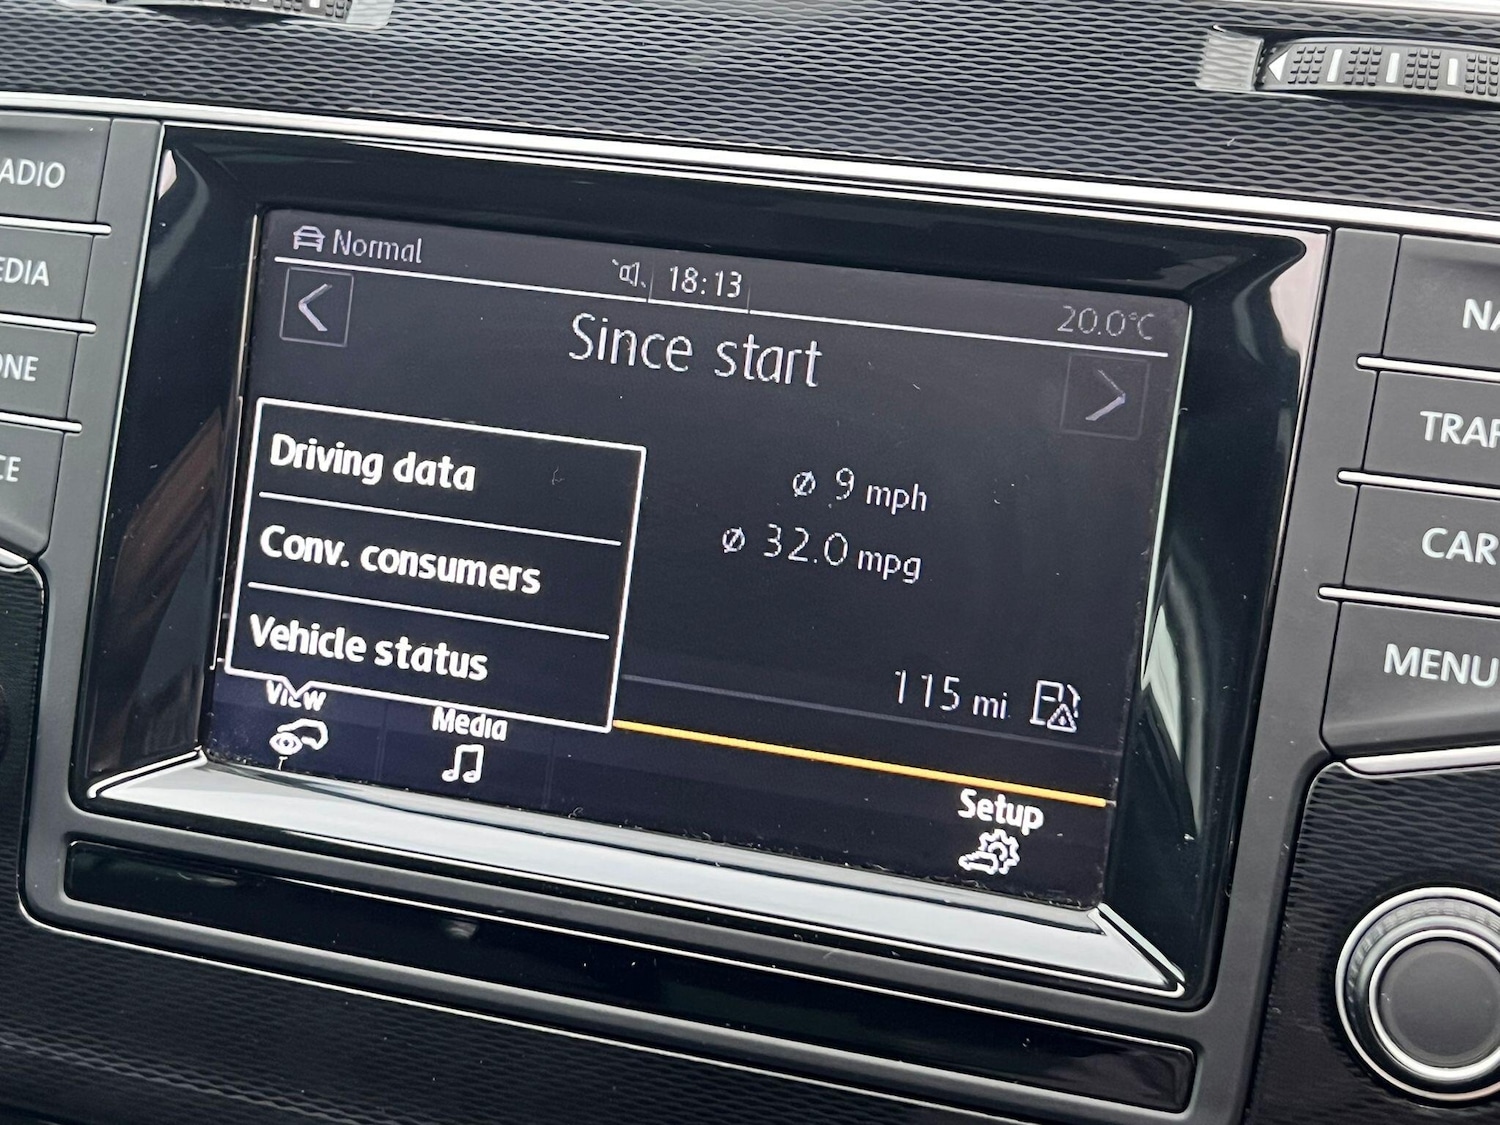 ADIO
EDIA
ONE
CE
Normal
18:13
20.0°C
Since start
Driving data
Conv. consumers
Vehicle status
ø 9 mph
ø 32.0 mpg
115 mi
View
Media
Setup
NA
TRAF
CAR
MENU